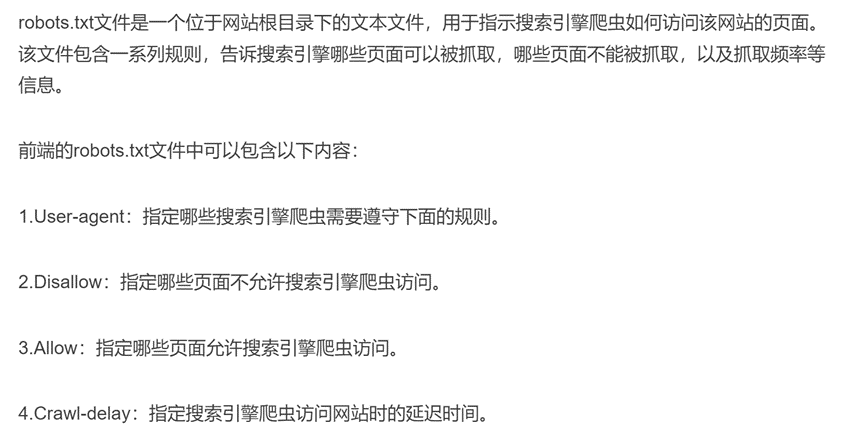 robots.txt文件是一个位于网站根目录下的文本文件，用于指示搜索引擎爬虫如何访问该网站的页面。
该文件包含一系列规则，告诉搜索引擎哪些页面可以被抓取，哪些页面不能被抓取，以及抓取频率等
信息。
前端的robots.txt文件中可以包含以下内容：
1.User-agent：指定哪些搜索引擎爬虫需要遵守下面的规则。
2.Disallow：指定哪些页面不允许搜索引擎爬虫访问。
3.Allow：指定哪些页面允许搜索引擎爬虫访问。
4.Crawl-delay：指定搜索引擎爬虫访问网站时的延迟时间。